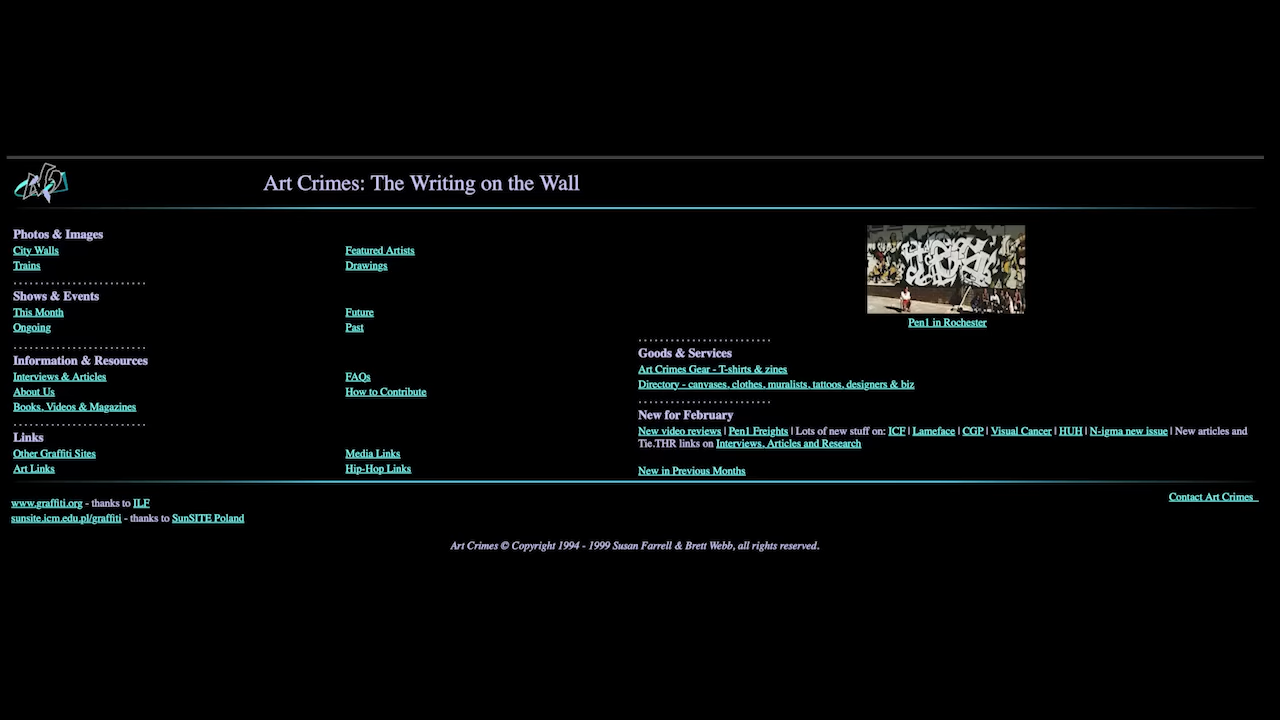 Art Crimes: The Writing on the Wall
Photos & Images
City Walls
Featured Artists
Trains
Drawings
Shows & Events
This Month
Future
Ongoing
Past
Information & Resources
Interviews & Articles
FAQs
About Us
How to Contribute
Books, Videos & Magazines
Links
Other Graffiti Sites
Media Links
Art Links
Hip-Hop Links
Pen1 in Rochester
Goods & Services
Art Crimes Gear - T-shirts & zines
Directory - canvases, clothes, muralists, tattoos, designers & biz
New for February
New video reviews | Pen1 Freights | Lots of new stuff on: ICF | Lameface | CGP | Visual Cancer | HUH | N-igma new issue | New articles and
Tie.THR links on Interviews, Articles and Research
New in Previous Months
www.graffiti.org - thanks to ILF
sunsite.icm.edu.pl/graffiti - thanks to SunSITE Poland
Contact Art Crimes
Art Crimes © Copyright 1994 - 1999 Susan Farrell & Brett Webb, all rights reserved.